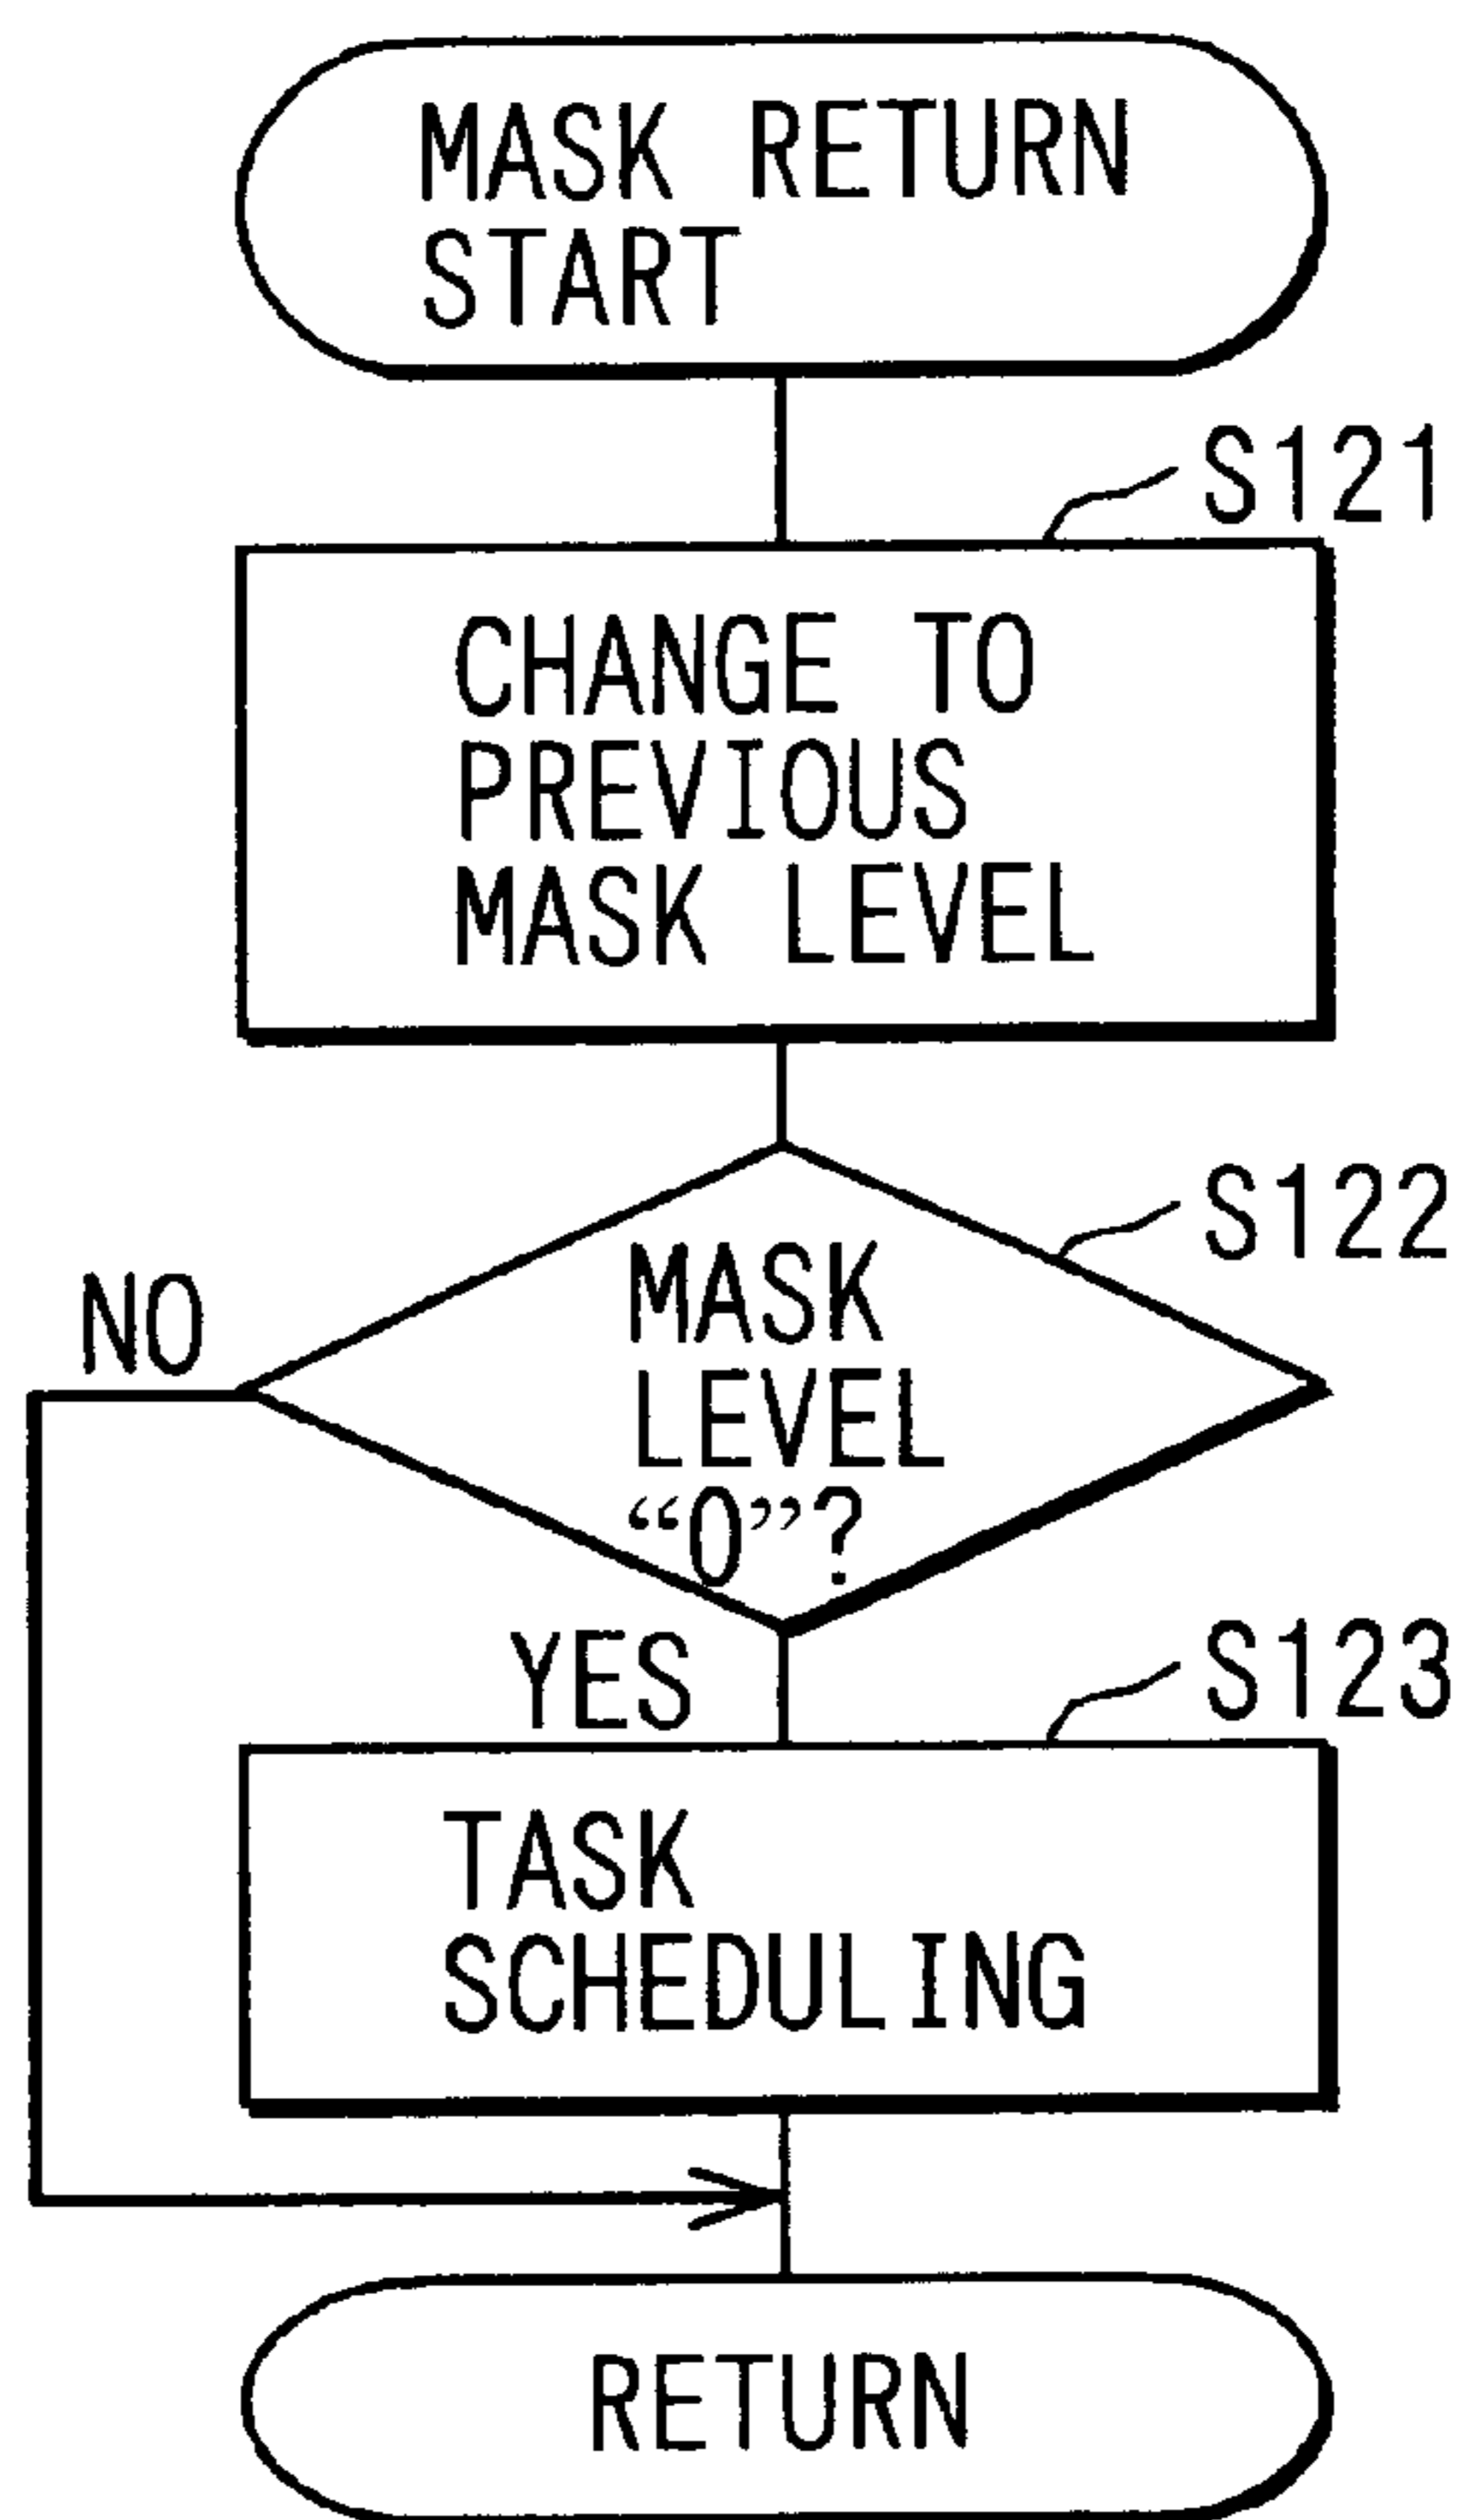 MASK RETURN
START
S121
CHANGE TO
PREVIOUS
MASK LEVEL
S122
NO
MASK
LEVEL
“0”?
YES
S123
TASK
SCHEDULING
RETURN